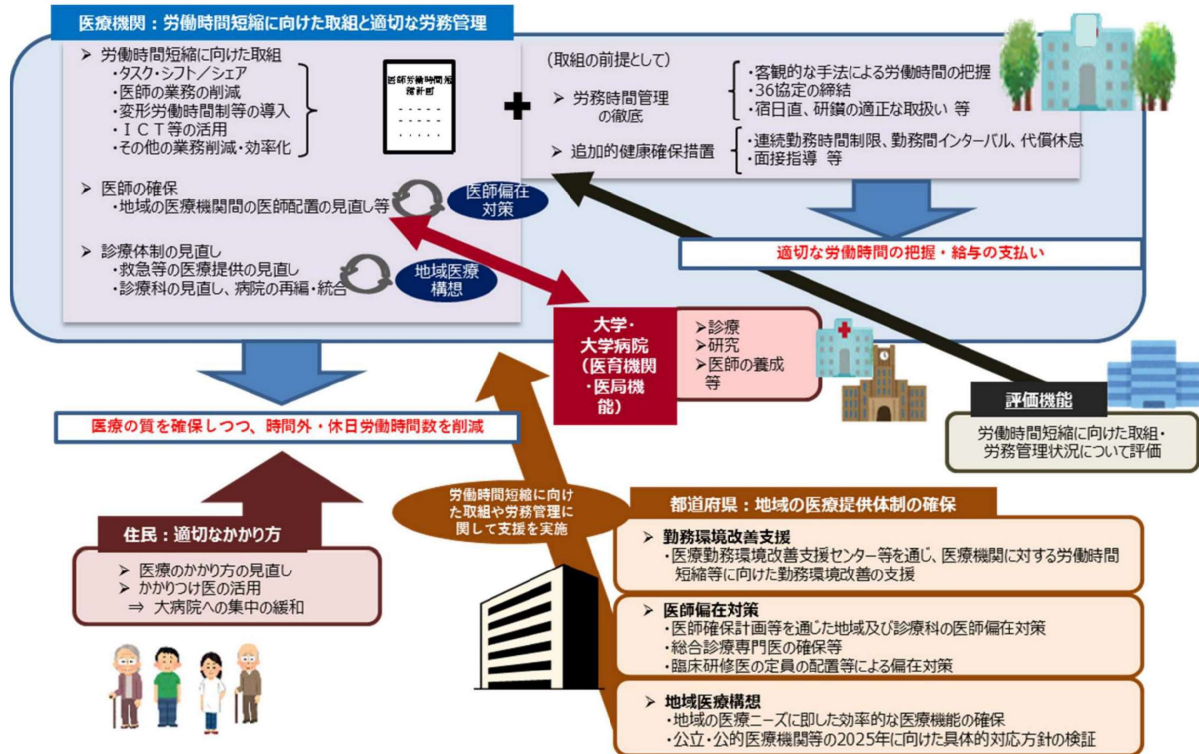 医療機関：労働時間短縮に向けた取組と適切な労務管理
➢ 労働時間短縮に向けた取組
・タスク・シフト／シェア
・医師の業務の削減
・変形労働時間制等の導入
・ＩＣＴ等の活用
・その他の業務削減・効率化
医師労働時間短
縮計画
➢ 医師の確保
・地域の医療機関間の医師配置の見直し等
医師偏在
対策
➢ 診療体制の見直し
・救急等の医療提供の見直し
・診療科の見直し、病院の再編・統合
地域医療
構想
(取組の前提として)
➢ 労務時間管理
の徹底
・客観的な手法による労働時間の把握
・36協定の締結
・宿日直、研鑽の適正な取扱い 等
➢ 追加的健康確保措置
・連続勤務時間制限、勤務間インターバル、代償休息
・面接指導 等
適切な労働時間の把握・給与の支払い
大学・
大学病院
（医育機関
・医局機
能）
➢診療
➢研究
➢医師の養成
等
評価機能
労働時間短縮に向けた取組・
労務管理状況について評価
医療の質を確保しつつ、時間外・休日労働時間数を削減
住民：適切なかかり方
➢ 医療のかかり方の見直し
➢ かかりつけ医の活用
⇒ 大病院への集中の緩和
労働時間短縮に向け
た取組や労務管理に
関して支援を実施
都道府県：地域の医療提供体制の確保
➢ 勤務環境改善支援
・医療勤務環境改善支援センター等を通じ、医療機関に対する労働時間
短縮等に向けた勤務環境改善の支援
➢ 医師偏在対策
・医師確保計画等を通じた地域及び診療科の医師偏在対策
・総合診療専門医の確保等
・臨床研修医の定員の配置等による偏在対策
➢ 地域医療構想
・地域の医療ニーズに即した効率的な医療機能の確保
・公立・公的医療機関等の2025年に向けた具体的対応方針の検証